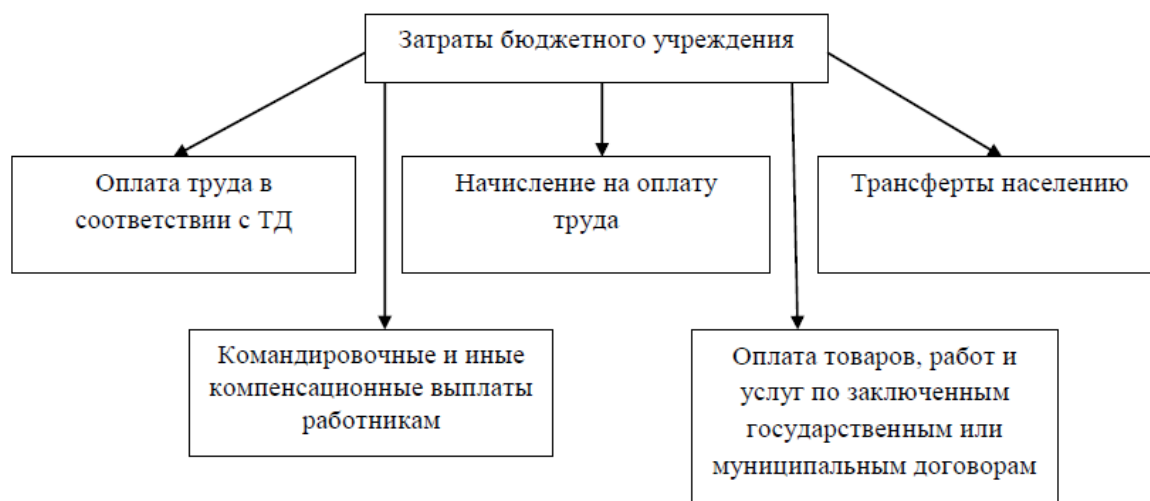 Затраты бюджетного учреждения
Оплата труда в
соответствии с ТД
Начисление на оплату
труда
Трансферты населению
Командировочные и иные
компенсационные выплаты
работникам
Оплата товаров, работ и
услуг по заключенным
государственным или
муниципальным договорам